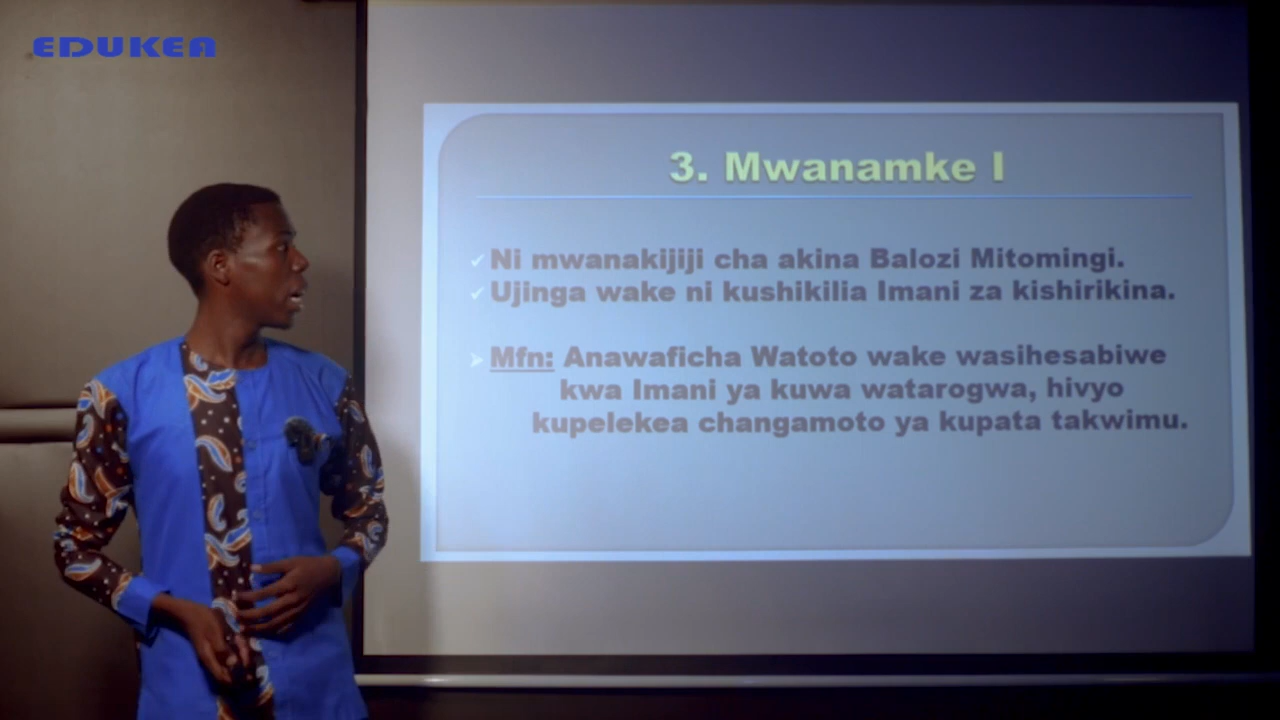 EDUKEA
3. Mwanamke I
Ni mwanakijiji cha akina Balozi Mitomingi.
Ujinga wake ni kushikilia Imani za kishirikina.
Mfn: Anawaficha Watoto wake wasihesabiwe
kwa Imani ya kuwa watarogwa, hivyo
kupelekea changamoto ya kupata takwimu.